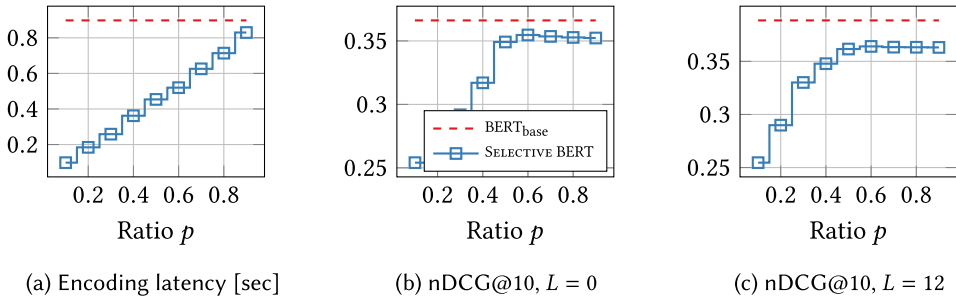 0.8
0.6
0.4
0.2
0.2 0.4 0.6 0.8
Ratio p
(a) Encoding latency [sec]
0.35
0.3
0.25
BERTbase
SELECTIVE BERT
0.2 0.4 0.6 0.8
Ratio p
(b) nDCG@10, L = 0
0.35
0.3
0.25
0.2 0.4 0.6 0.8
Ratio p
(c) nDCG@10, L = 12